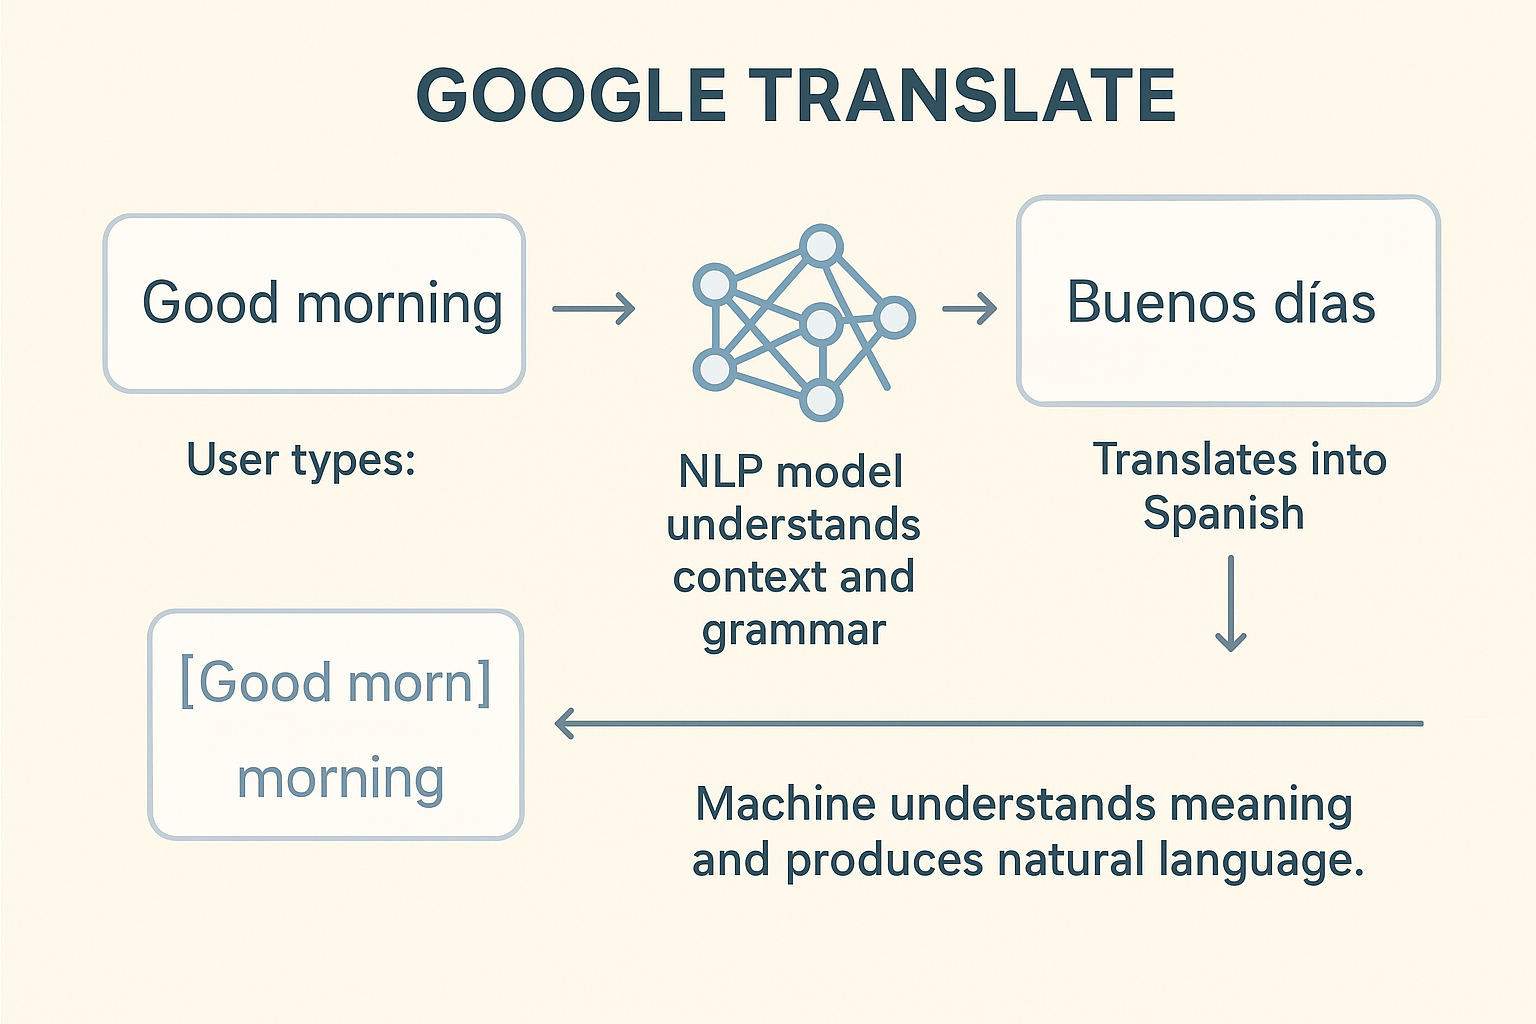 GOOGLE TRANSLATE
Good morning
User types:
NLP model
understands
context and
grammar
Buenos días
Translates into
Spanish
[Good morn]
morning
Machine understands meaning
and produces natural language.